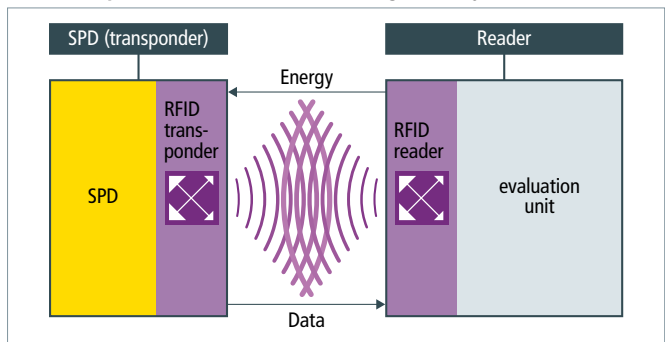 SPD (transponder)
Reader
Energy
RFID
trans-
ponder
RFID
reader
SPD
evaluation
unit
Data